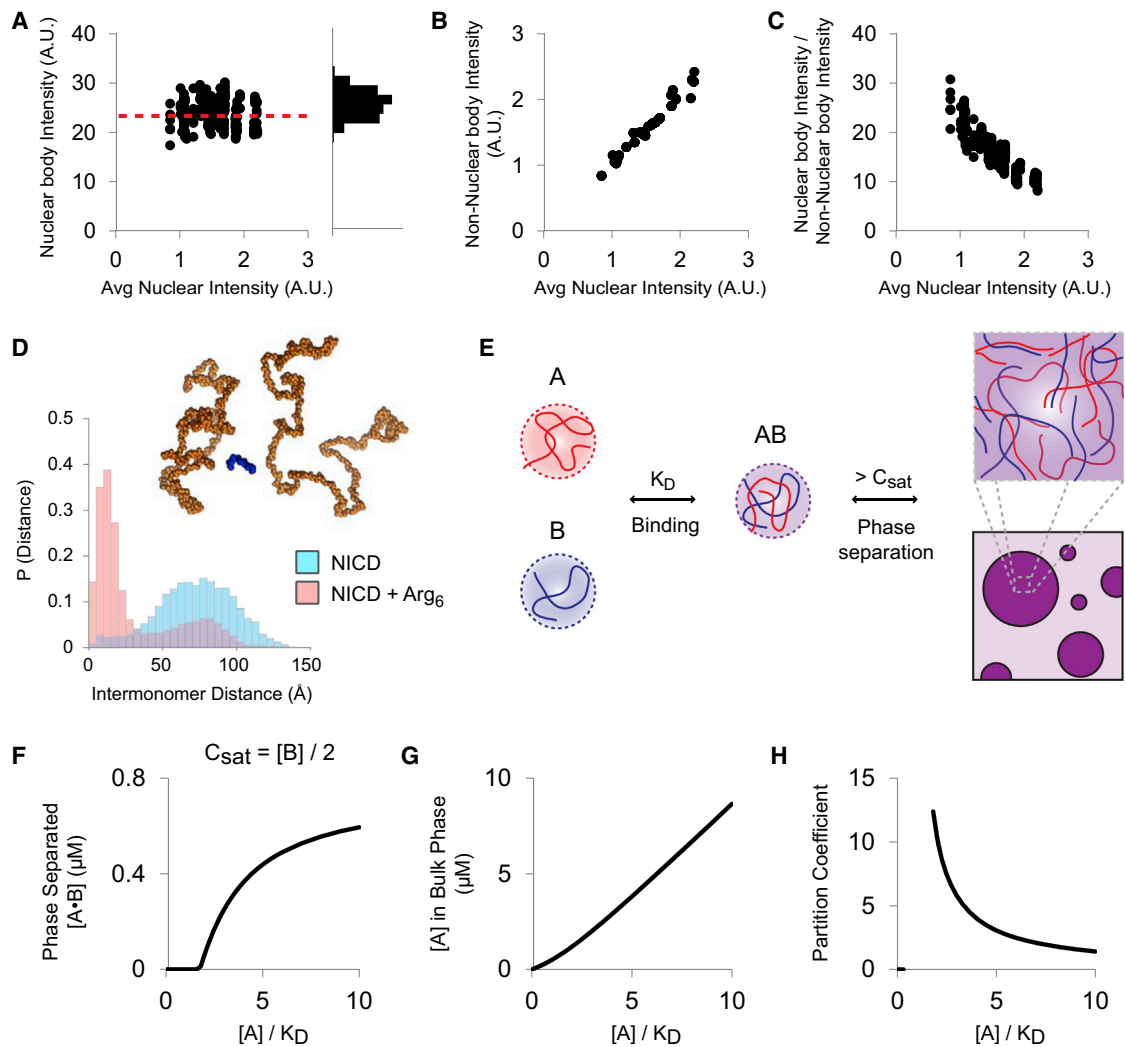 A
Nuclear body Intensity (A.U.)
40
30
20
10
0
0 1 2 3
Avg Nuclear Intensity (A.U.)
B
Non-Nuclear body Intensity
(A.U.)
3
2
1
0
0 1 2 3
Avg Nuclear Intensity (A.U.)
C
Nuclear body Intensity /
Non-Nuclear body Intensity
40
30
20
10
0
0 1 2 3
Avg Nuclear Intensity (A.U.)
D
P (Distance)
0.5
0.4
0.3
0.2
0.1
0
0 50 100 150
Intermonomer Distance (Å)
NICD
NICD + Arg6
E
A
B
KD
Binding
AB
> Csat
Phase
separation
F
Csat = [B] / 2
Phase Separated
[A•B] (µM)
0.8
0.4
0
0 5 10
[A] / KD
G
[A] in Bulk Phase
(µM)
10
5
0
0 5 10
[A] / KD
H
Partition Coefficient
15
10
5
0
0 5 10
[A] / KD